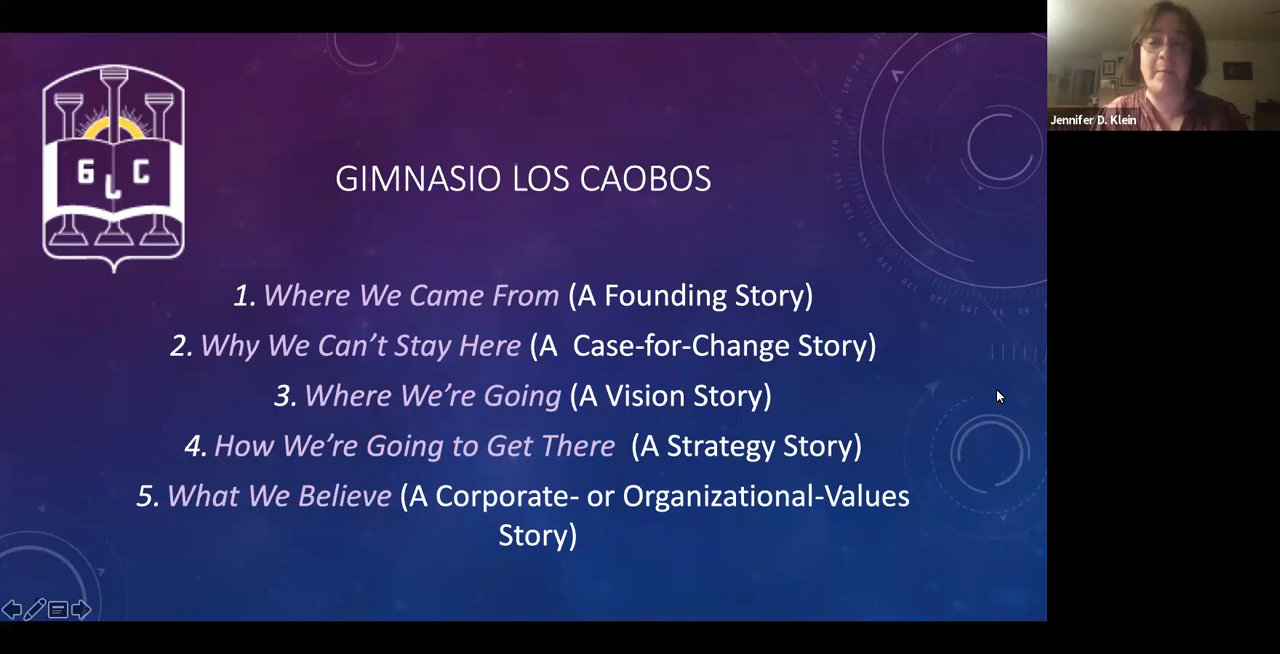 GLC
GIMNASIO LOS CAOBOS
1. Where We Came From (A Founding Story)
2. Why We Can't Stay Here (A  Case-for-Change Story)
3. Where We're Going (A Vision Story)
4. How We're Going to Get There  (A Strategy Story)
5. What We Believe (A Corporate- or Organizational-Values
Story)
Jennifer D. Klein